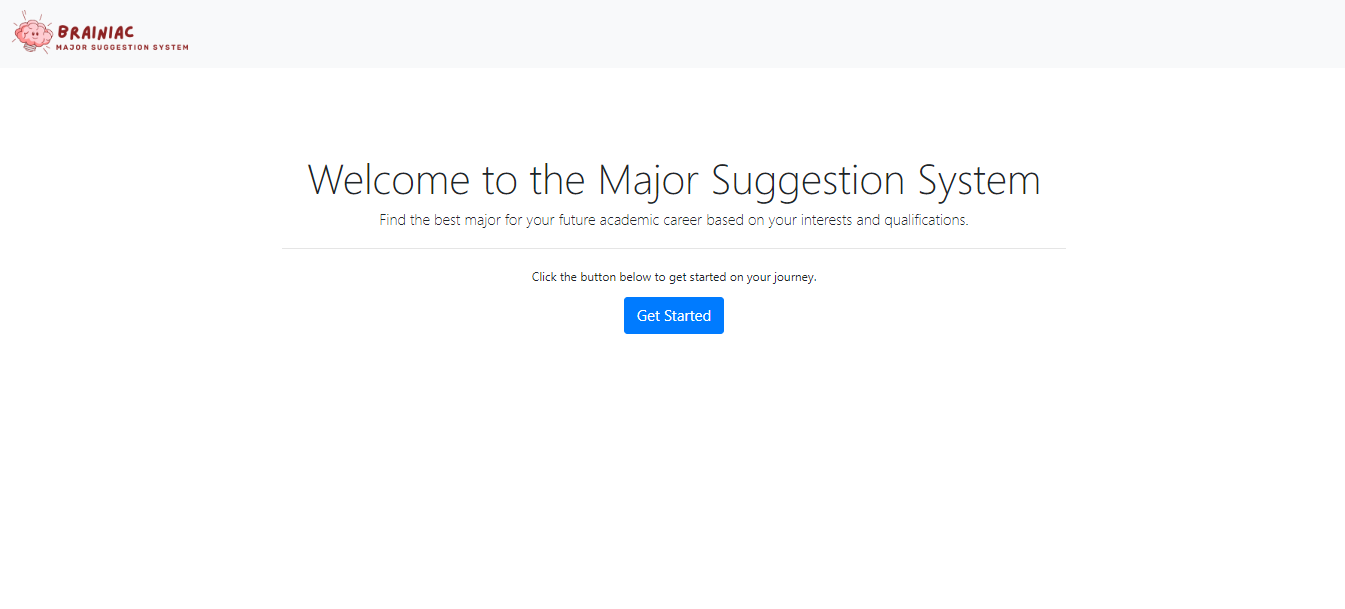 BRAINIAC
MAJOR SUGGESTION SYSTEM
Welcome to the Major Suggestion System
Find the best major for your future academic career based on your interests and qualifications.
Click the button below to get started on your journey.
Get Started